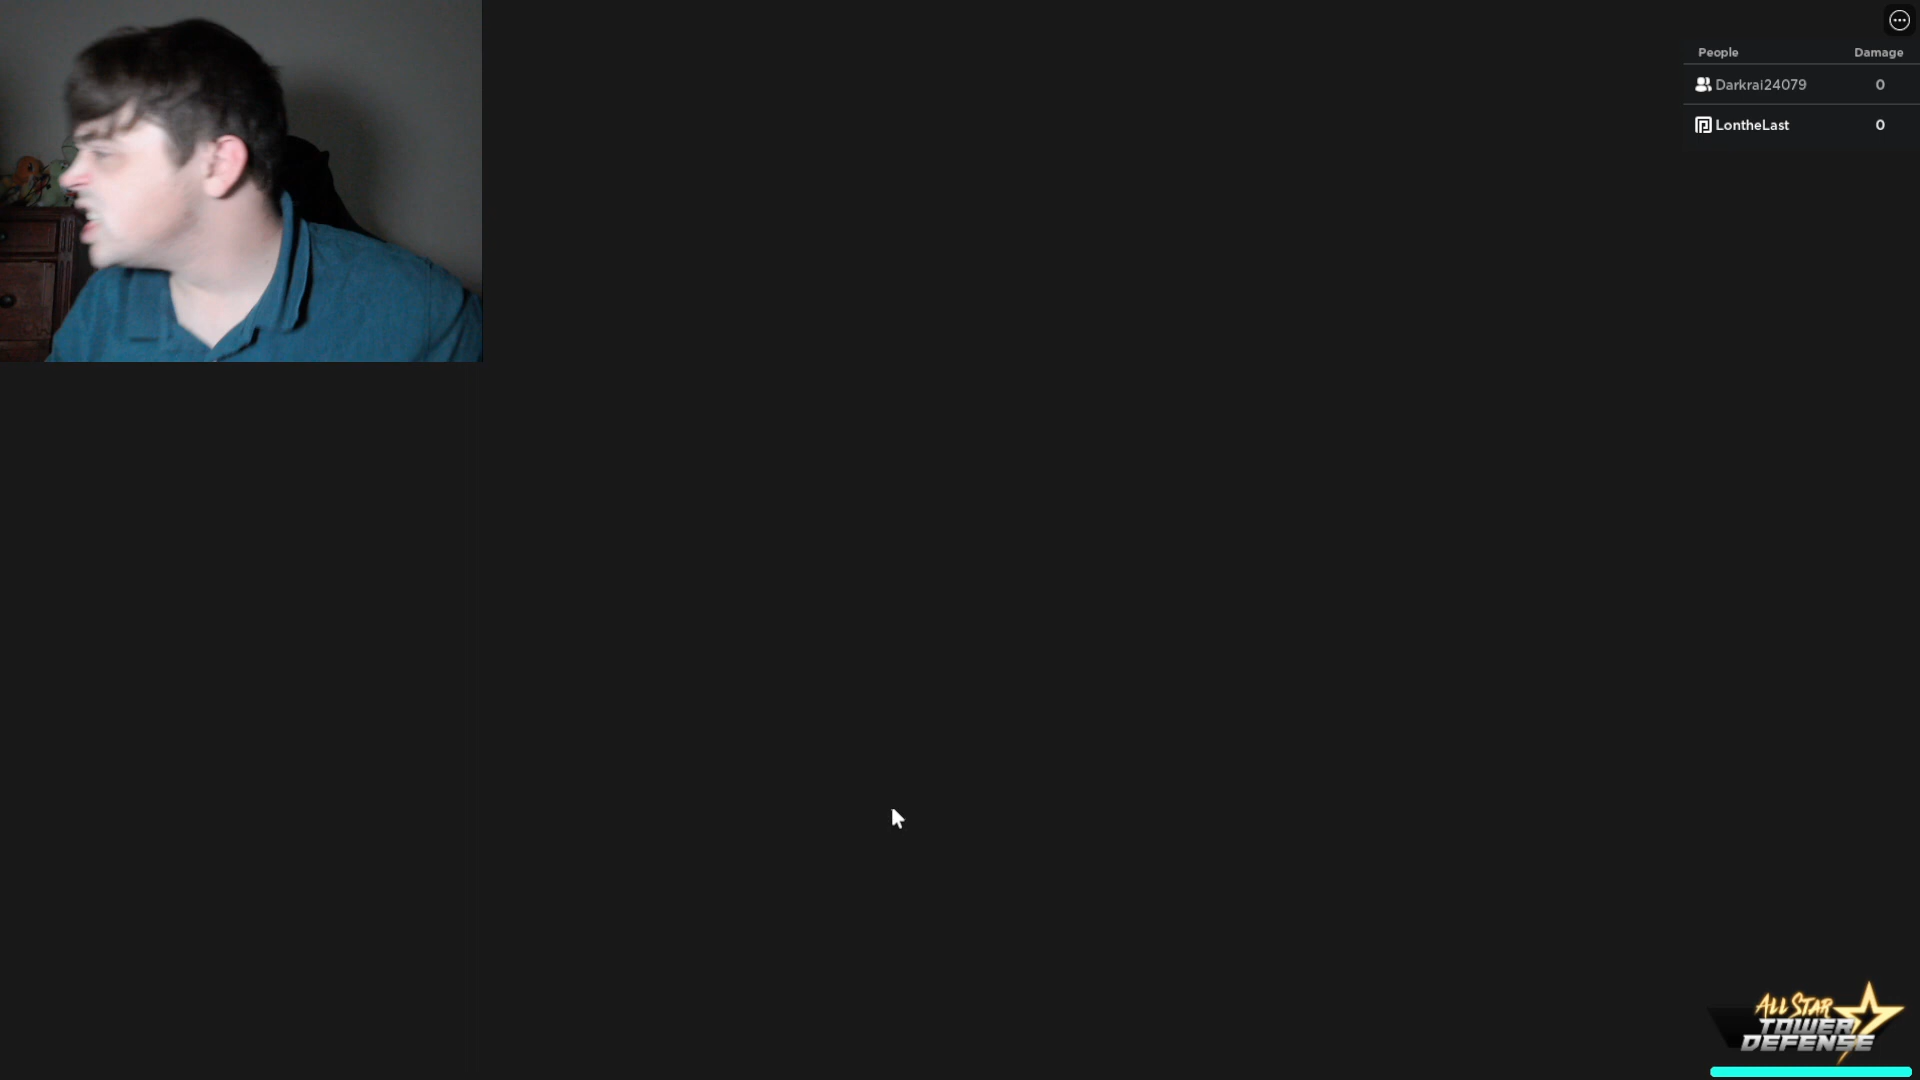 People Damage
Darkrai24079 0
LontheLast 0
ALL STAR
TOWER
DEFENSE